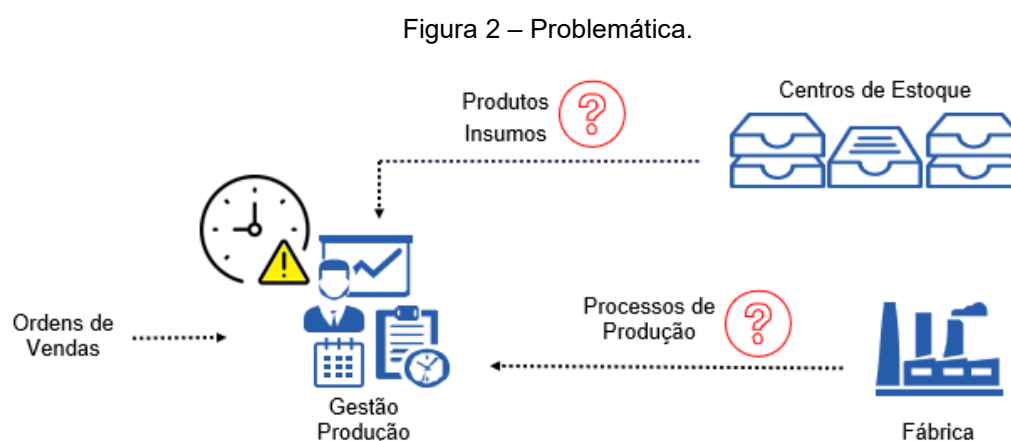 Figura 2 – Problemática.
Centros de Estoque
Produtos
Insumos
?
Processos de
Produção
?
Ordens de
Vendas
Gestão
Produção
Fábrica